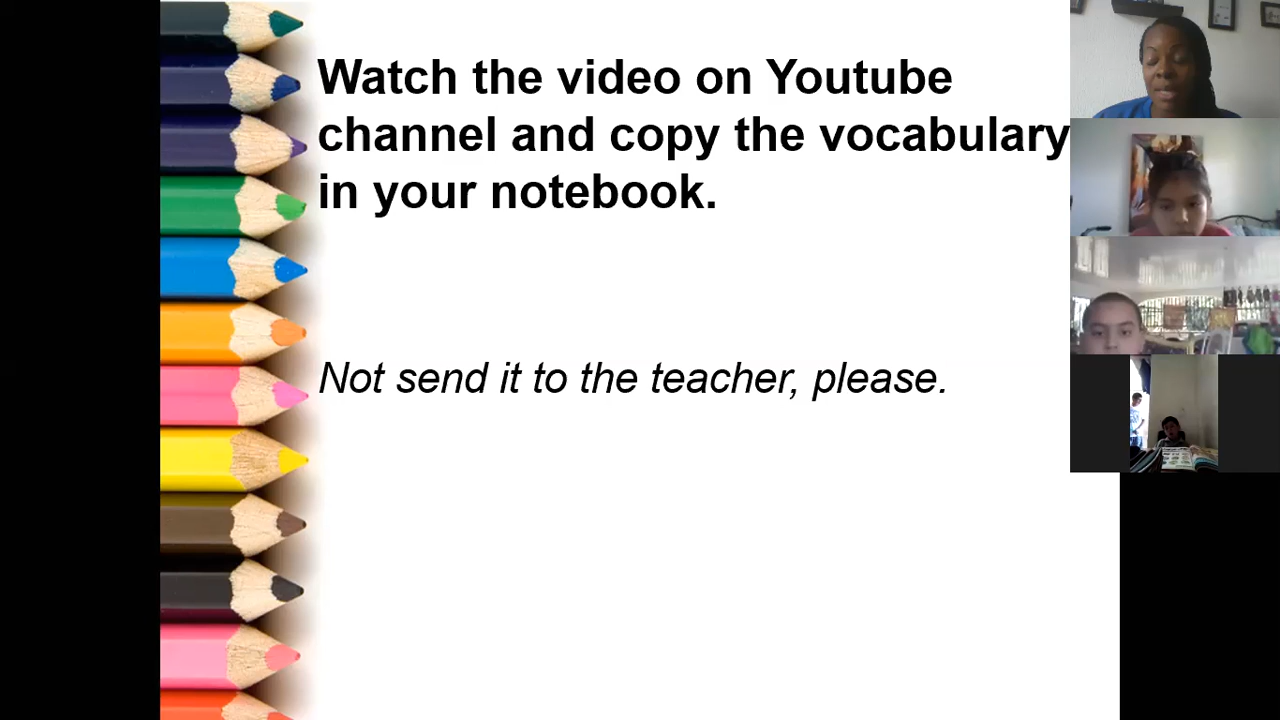 Watch the video on Youtube
channel and copy the vocabulary
in your notebook.
Not send it to the teacher, please.